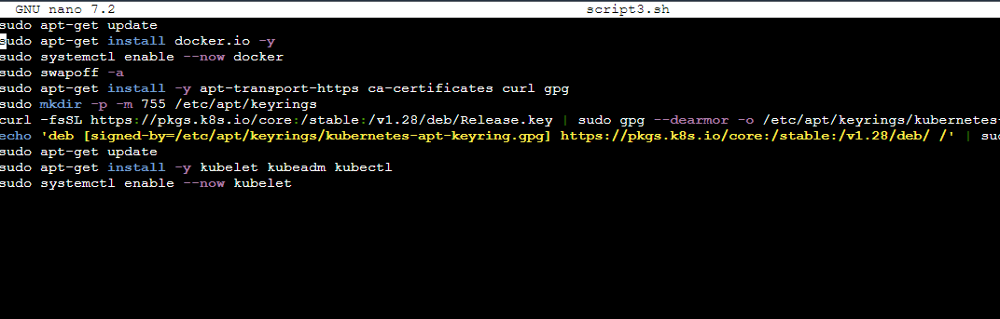 GNU nano 7.2 script3.sh
sudo apt-get update
sudo apt-get install docker.io -y
sudo systemctl enable --now docker
sudo swapoff -a
sudo apt-get install -y apt-transport-https ca-certificates curl gpg
sudo mkdir -p -m 755 /etc/apt/keyrings
curl -fsSL https://pkgs.k8s.io/core:/stable:/v1.28/deb/Release.key | sudo gpg --dearmor -o /etc/apt/keyrings/kubernetes-
echo 'deb [signed-by=/etc/apt/keyrings/kubernetes-apt-keyring.gpg] https://pkgs.k8s.io/core:/stable:/v1.28/deb/ /' | sud
sudo apt-get update
sudo apt-get install -y kubelet kubeadm kubectl
sudo systemctl enable --now kubelet